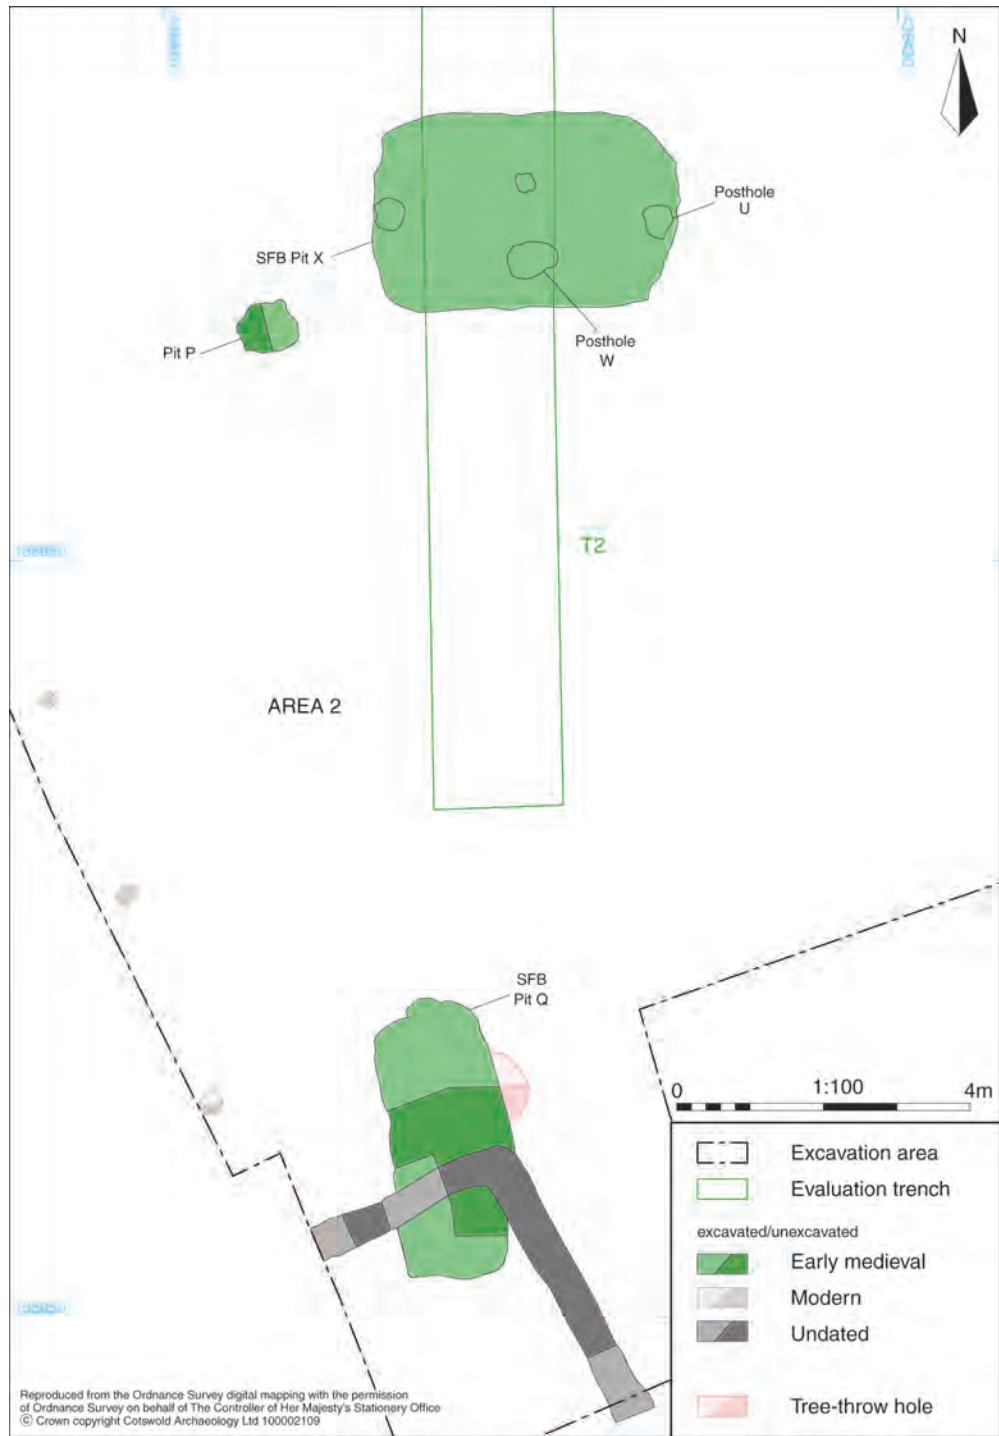 N
Posthole
U
SFB Pit X
Pit P
Posthole
W
T2
AREA 2
SFB
Pit Q
0 1:100 4m
Excavation area
Evaluation trench
excavated/unexcavated
Early medieval
Modern
Undated
Tree-throw hole
Reproduced from the Ordnance Survey digital mapping with the permission
of Ordnance Survey on behalf of The Controller of Her Majesty's Stationery Office
© Crown copyright Cotswold Archaeology Ltd 100002109